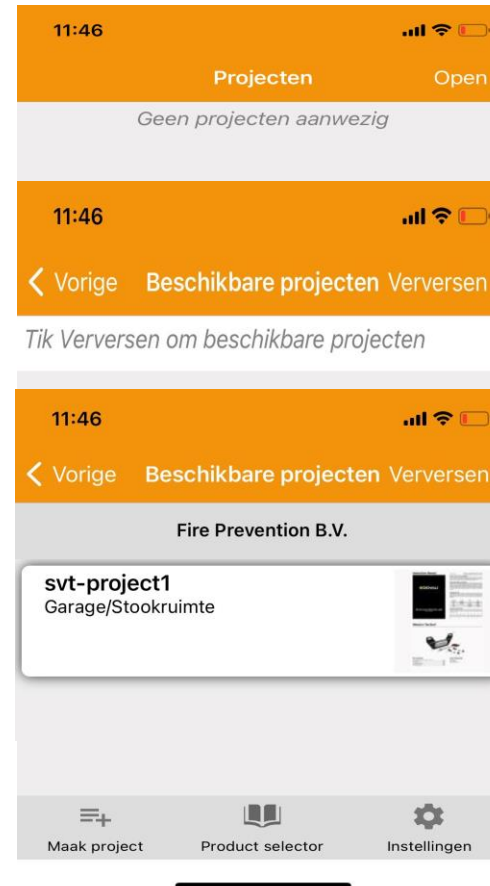 11:46
Projecten Open
Geen projecten aanwezig
11:46
Vorige Beschikbare projecten Verversen
Tik Verversen om beschikbare projecten
11:46
Vorige Beschikbare projecten Verversen
Fire Prevention B.V.
svt-project1
Garage/Stookruimte
Maak project Product selector Instellingen